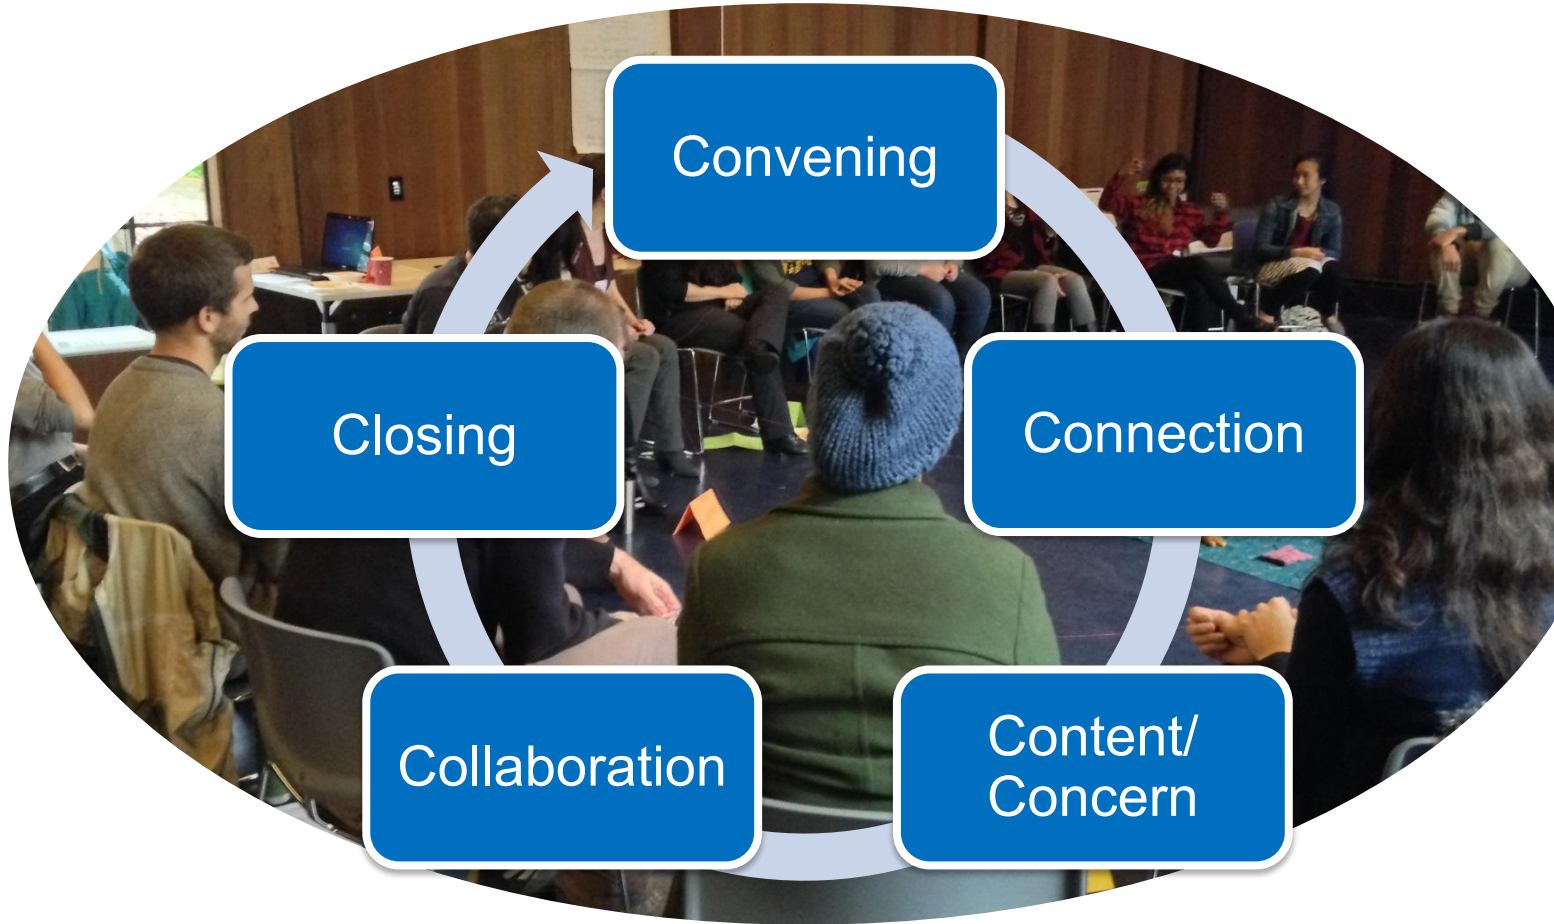 Convening
Connection
Content/
Concern
Collaboration
Closing